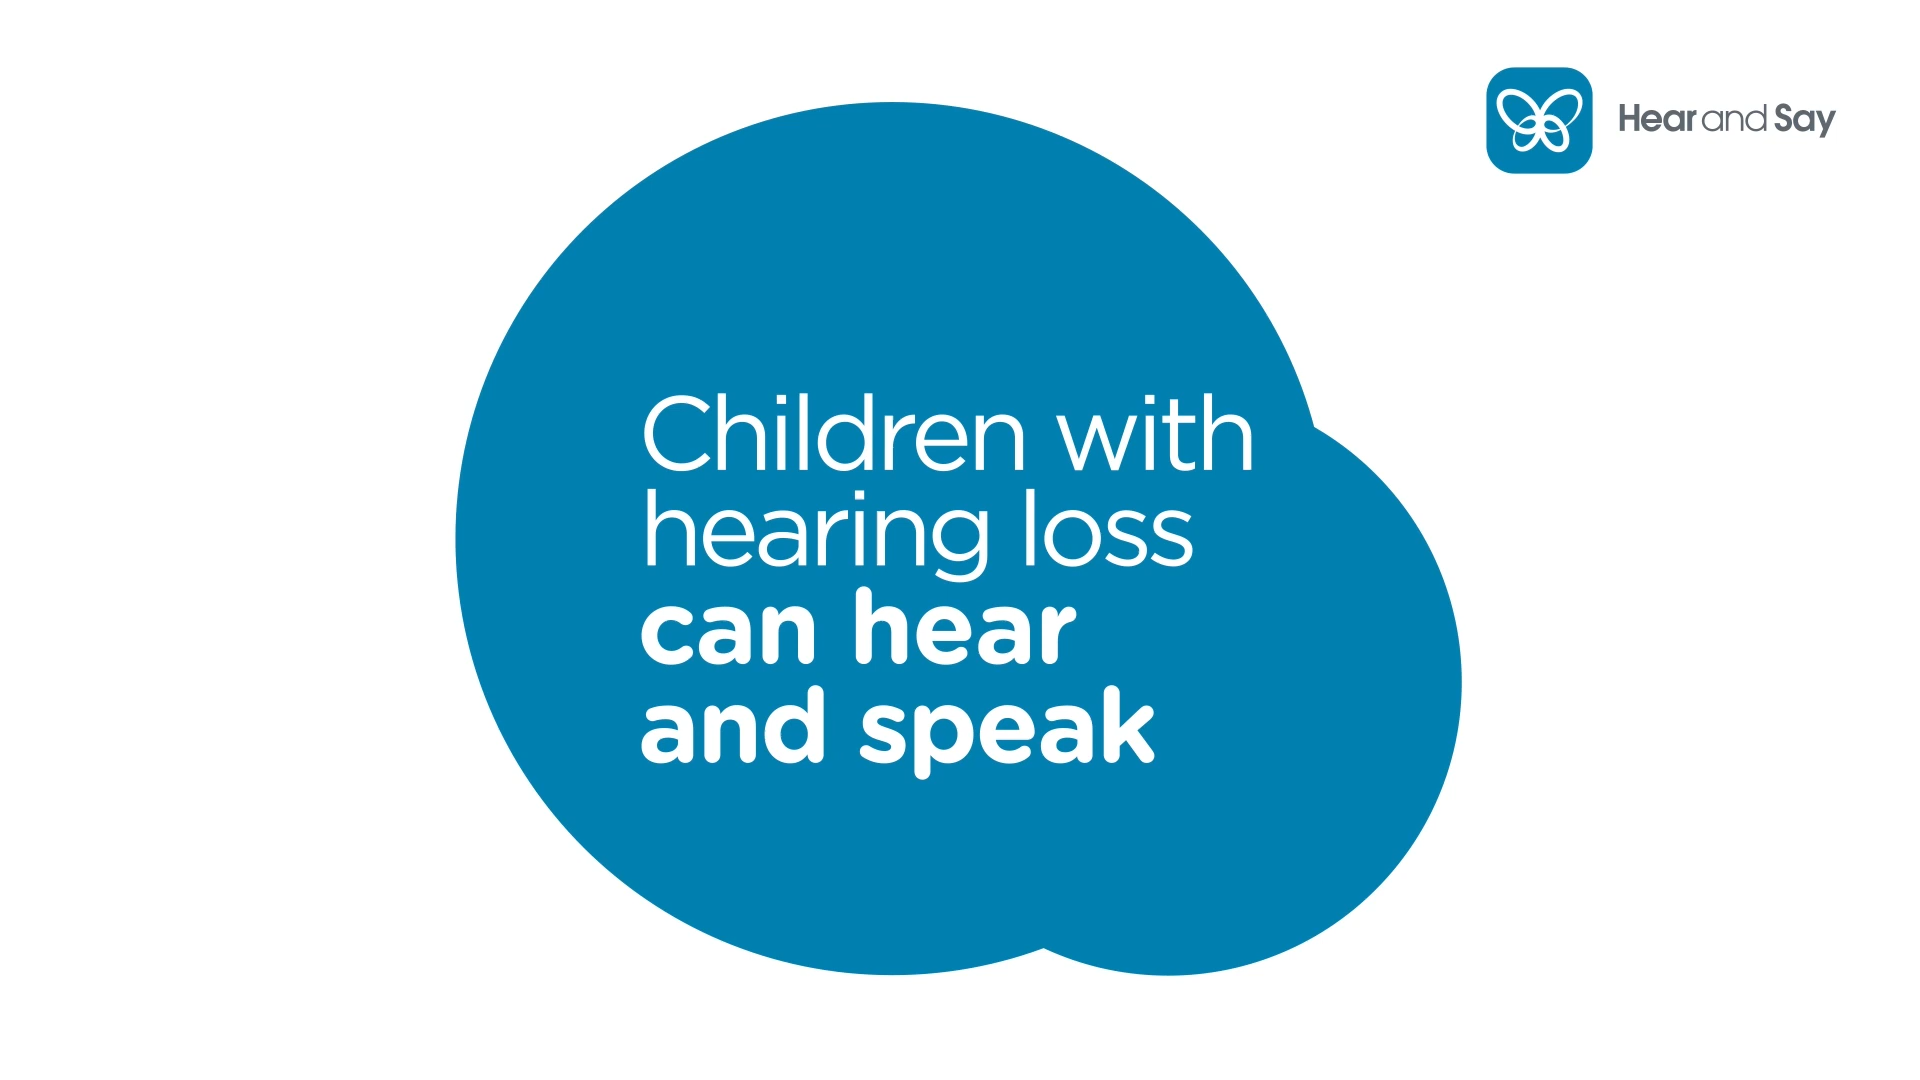 Hear and Say
Children with
hearing loss
can hear
and speak